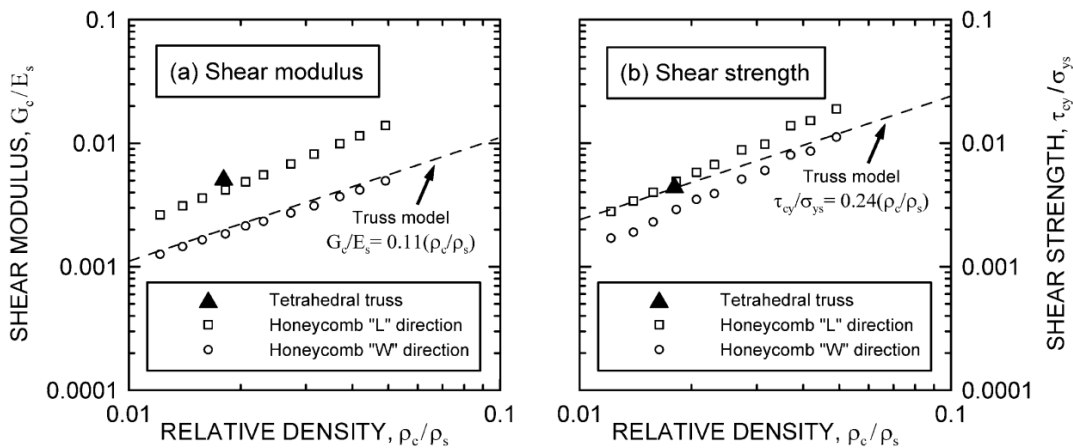 0.1
(a) Shear modulus
0.01
Truss model
G_c/E_s= 0.11(ρ_c/ρ_s)
0.001
Tetrahedral truss
Honeycomb "L" direction
Honeycomb "W" direction
0.0001
0.01
0.1
RELATIVE DENSITY, ρ_c/ρ_s
SHEAR MODULUS, G_c/E_s
0.1
(b) Shear strength
0.01
Truss model
τ_cy/σ_ys= 0.24(ρ_c/ρ_s)
0.001
Tetrahedral truss
Honeycomb "L" direction
Honeycomb "W" direction
0.0001
0.01
0.1
RELATIVE DENSITY, ρ_c/ρ_s
SHEAR STRENGTH, τ_cy/σ_ys